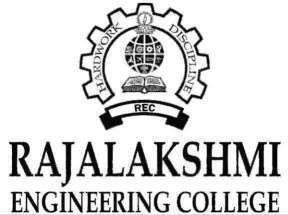 HARDWORK DISCIPLINE
REC
RAJALAKSHMI
ENGINEERING COLLEGE